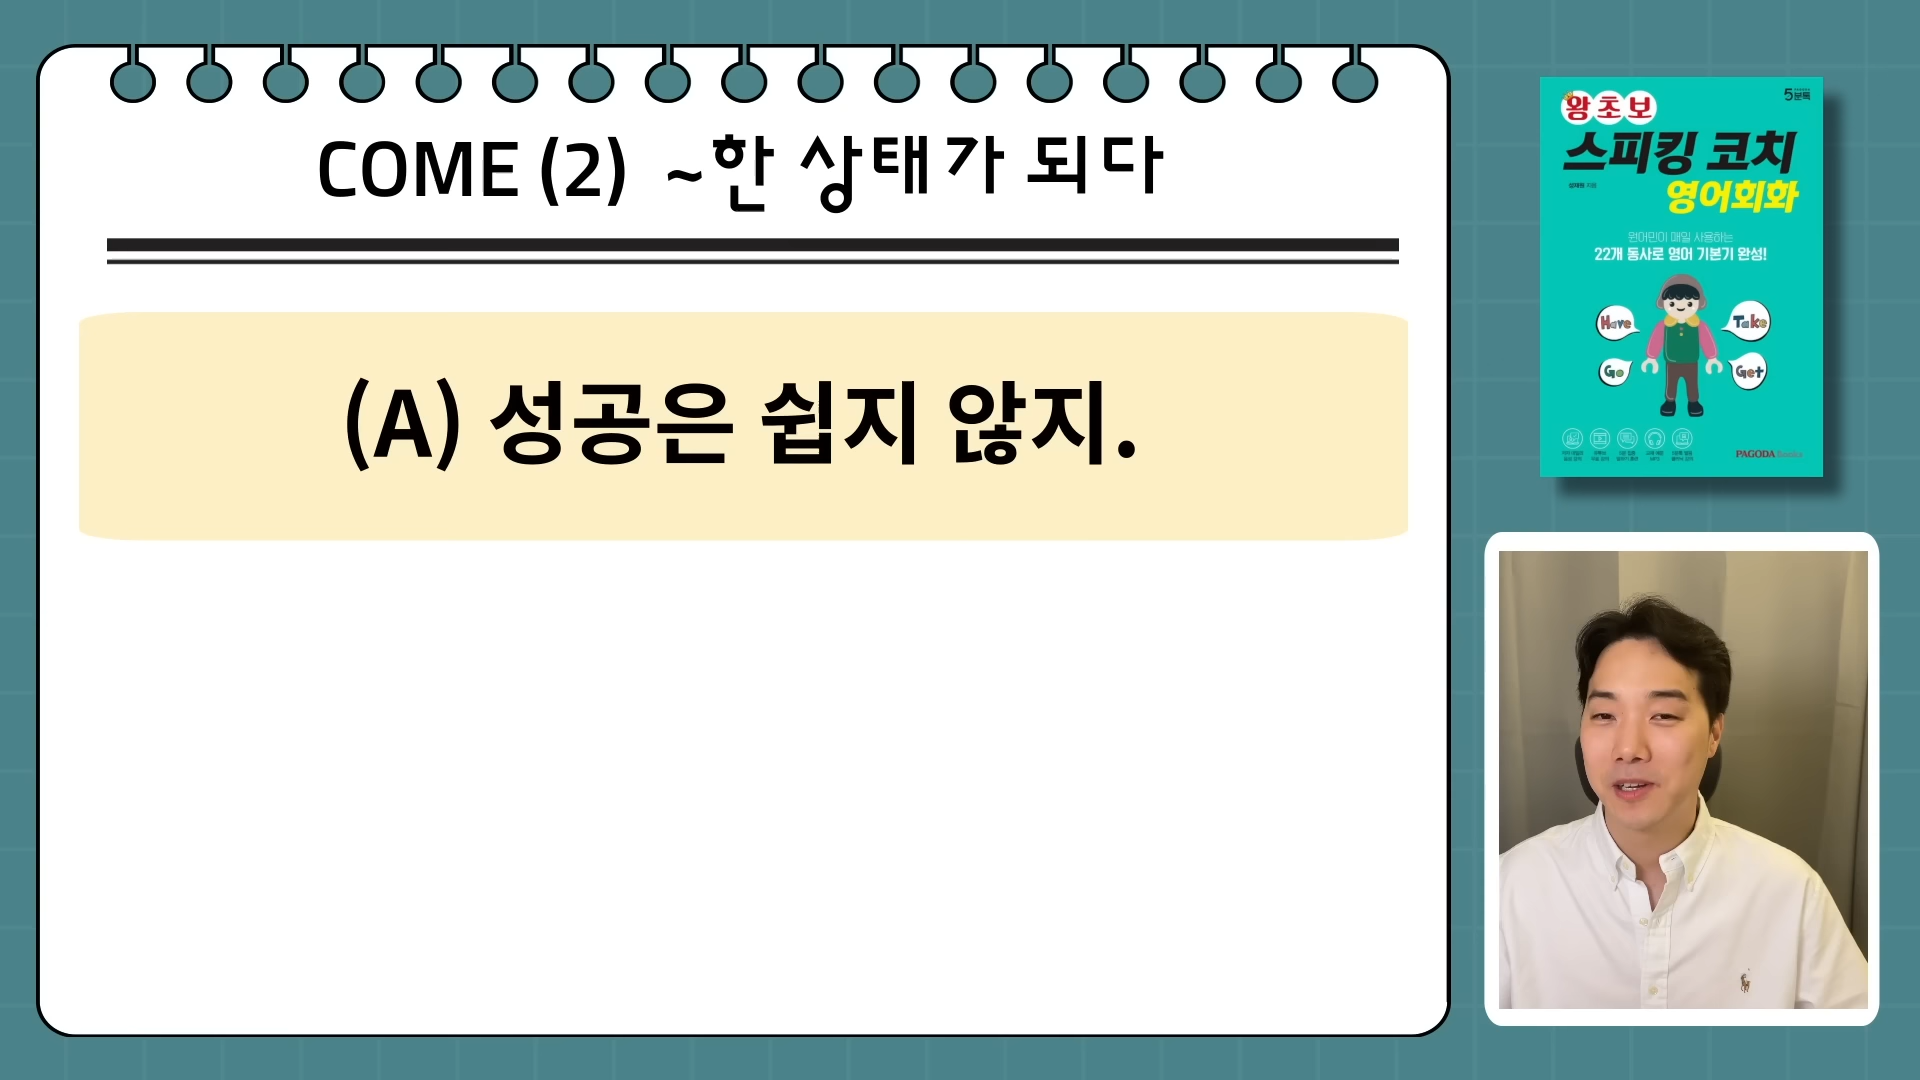 COME (2) ~한 상태가 되다
(A) 성공은 쉽지 않지.
왕초보
5분톡
스피킹 코치
영어회화
원어민이 매일 사용하는
22개 동사로 영어 기본기 완성!
Have
Take
Go
Get
PAGODA Books